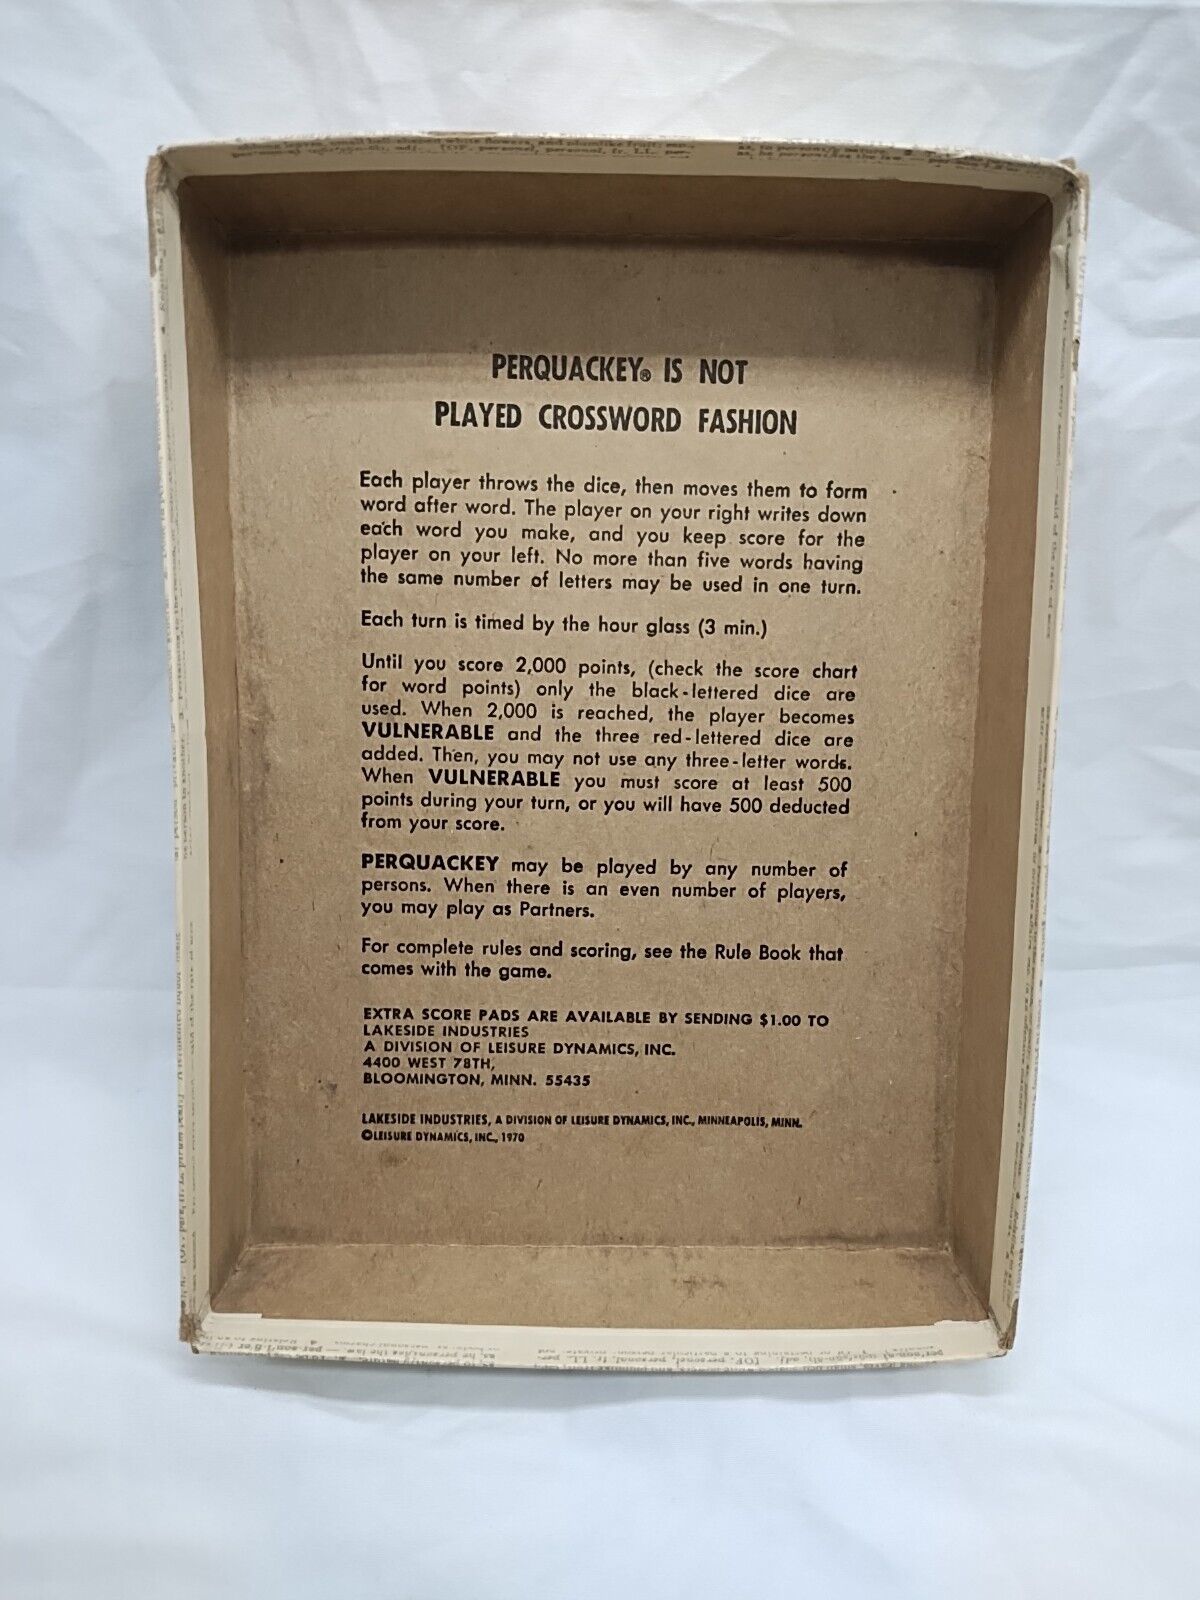 PERQUACKEY® IS NOT
PLAYED CROSSWORD FASHION
Each player throws the dice, then moves them to form
word after word. The player on your right writes down
each word you make, and you keep score for the
player on your left. No more than five words having
the same number of letters may be used in one turn.
Each turn is timed by the hour glass (3 min.)
Until you score 2,000 points, (check the score chart
for word points) only the black-lettered dice are
used. When 2,000 is reached, the player becomes
VULNERABLE and the three red-lettered dice are
added. Then, you may not use any three-letter words.
When VULNERABLE you must score at least 500
points during your turn, or you will have 500 deducted
from your score.
PERQUACKEY may be played by any number of
persons. When there is an even number of players,
you may play as Partners.
For complete rules and scoring, see the Rule Book that
comes with the game.
EXTRA SCORE PADS ARE AVAILABLE BY SENDING $1.00 TO
LAKESIDE INDUSTRIES
A DIVISION OF LEISURE DYNAMICS, INC.
4400 WEST 78TH,
BLOOMINGTON, MINN. 55435
LAKESIDE INDUSTRIES, A DIVISION OF LEISURE DYNAMICS, INC., MINNEAPOLIS, MINN.
©LEISURE DYNAMICS, INC., 1970